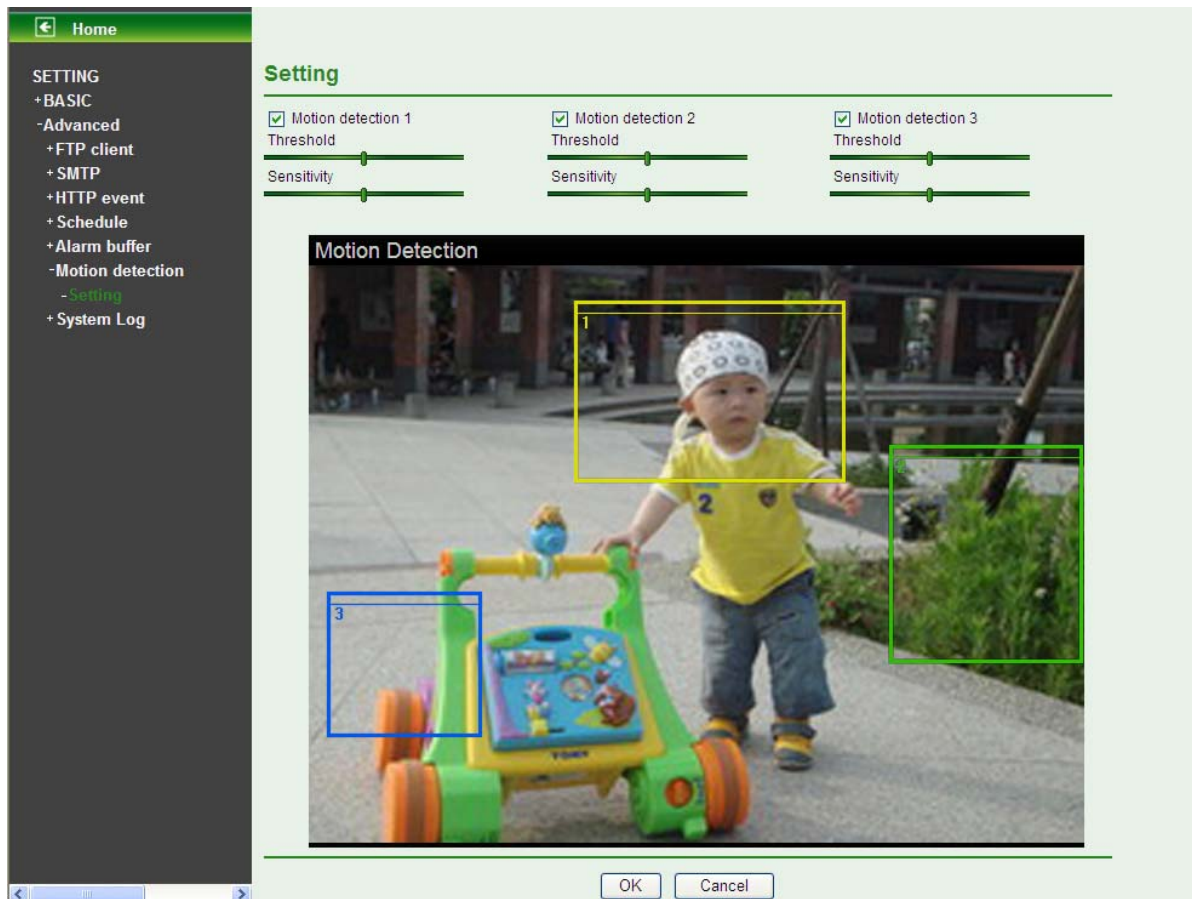 Home
SETTING
+BASIC
-Advanced
+FTP client
+SMTP
+HTTP event
+Schedule
+Alarm buffer
-Motion detection
-Setting
+System Log
Setting
Motion detection 1
Threshold
Sensitivity
Motion detection 2
Threshold
Sensitivity
Motion detection 3
Threshold
Sensitivity
Motion Detection
1
2
2
3
TOMY
OK
Cancel